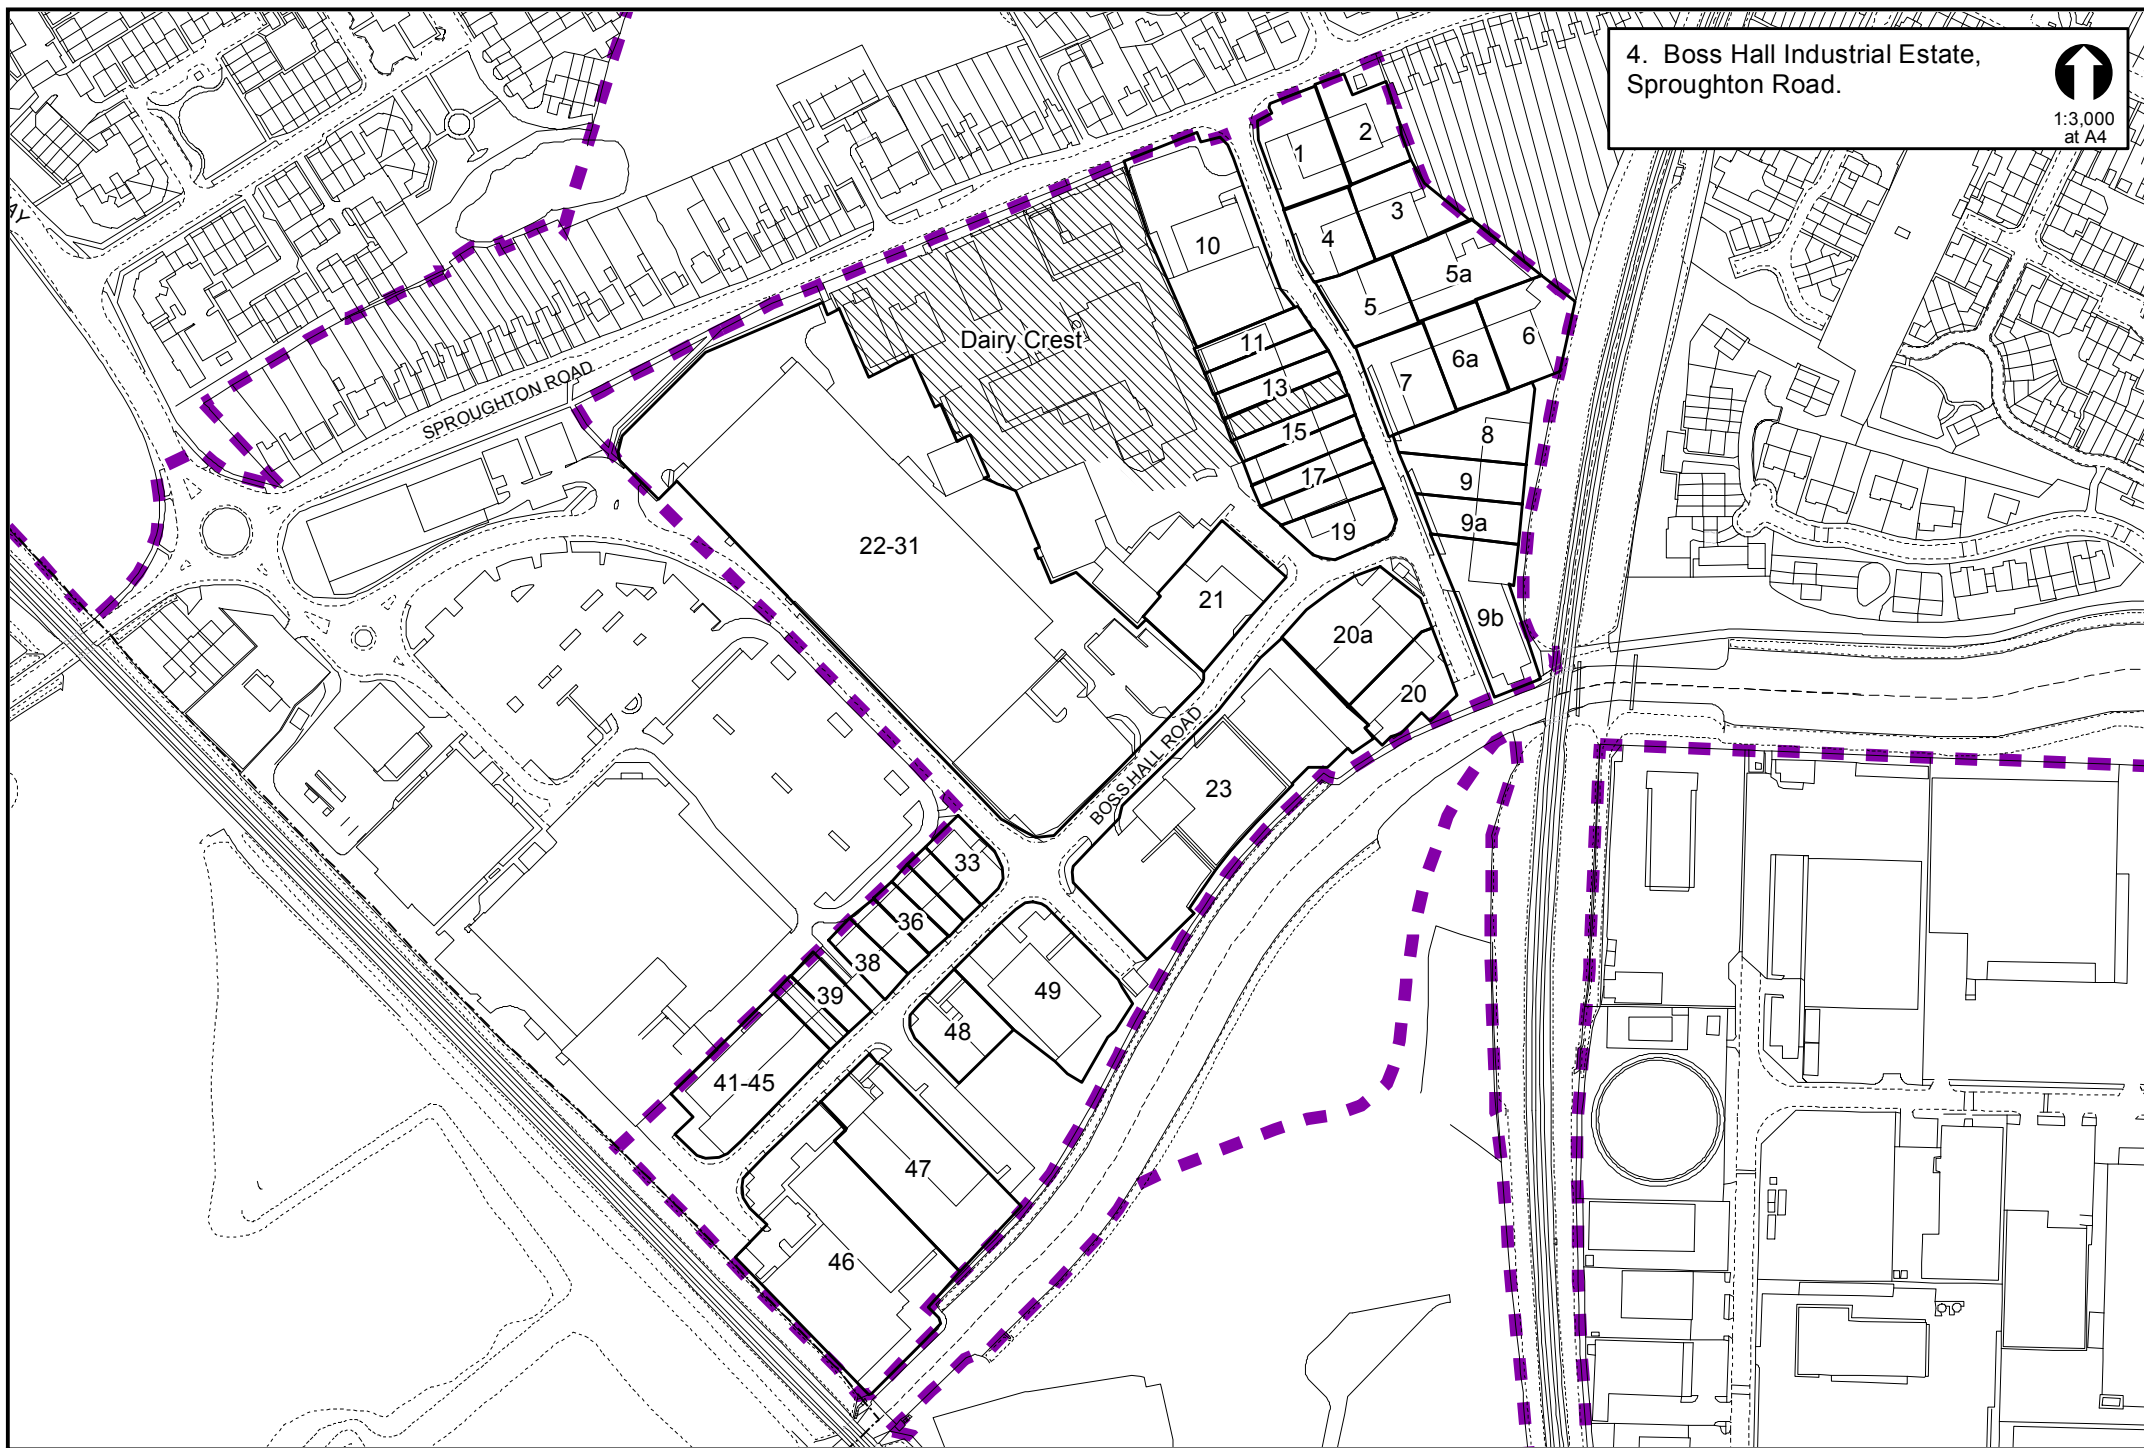 4. Boss Hall Industrial Estate,
Sproughton Road.
1:3,000
at A4
2
1
3
4
10
5a
5
Dairy Crest
11
6
6a
7
13
15
8
17
9
9a
19
22-31
21
9b
20a
20
SPROUGHTON ROAD
BOSS HALL ROAD
23
33
36
38
39
49
48
41-45
47
46